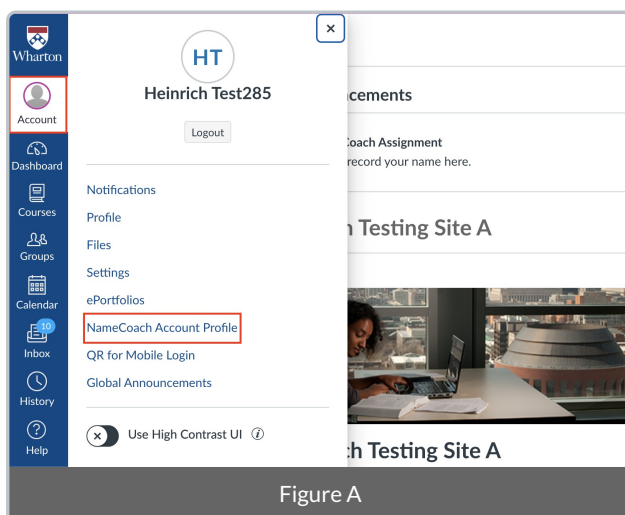 Wharton
Account
Dashboard
Courses
Groups
Calendar
10
Inbox
History
Help
×
HT
Heinrich Test285
Logout
Notifications
Profile
Files
Settings
ePortfolios
NameCoach Account Profile
QR for Mobile Login
Global Announcements
Use High Contrast UI i
cements
Coach Assignment
record your name here.
Testing Site A
h Testing Site A
Figure A